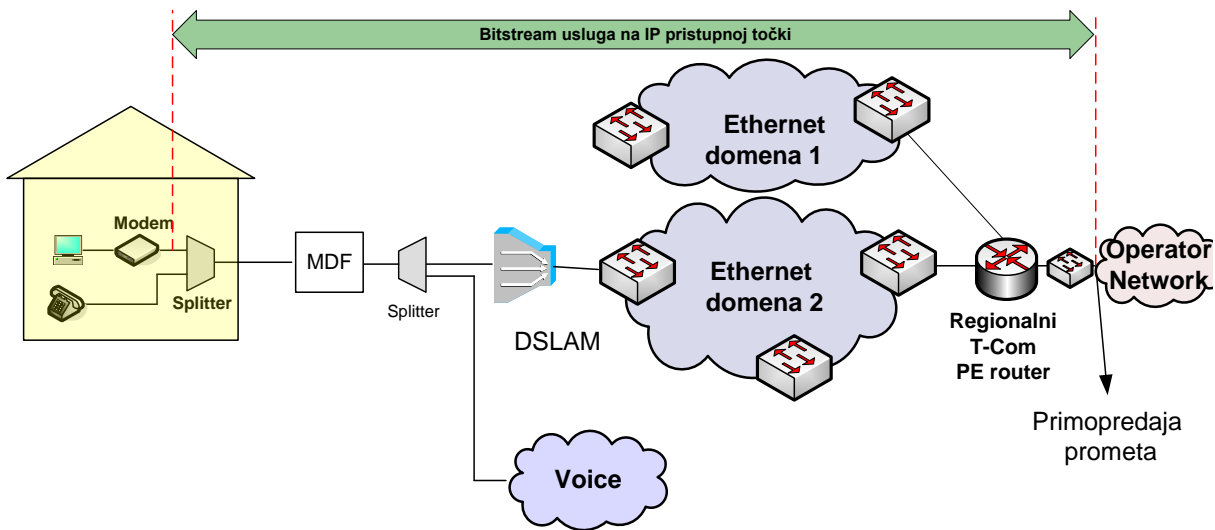 Bitstream usluga na IP pristupnoj točki
Ethernet
domena 1
Modem
Splitter
MDF
Splitter
DSLAM
Ethernet
domena 2
Regionalni
T-Com
PE router
Operator
Network
Primopredaja
prometa
Voice